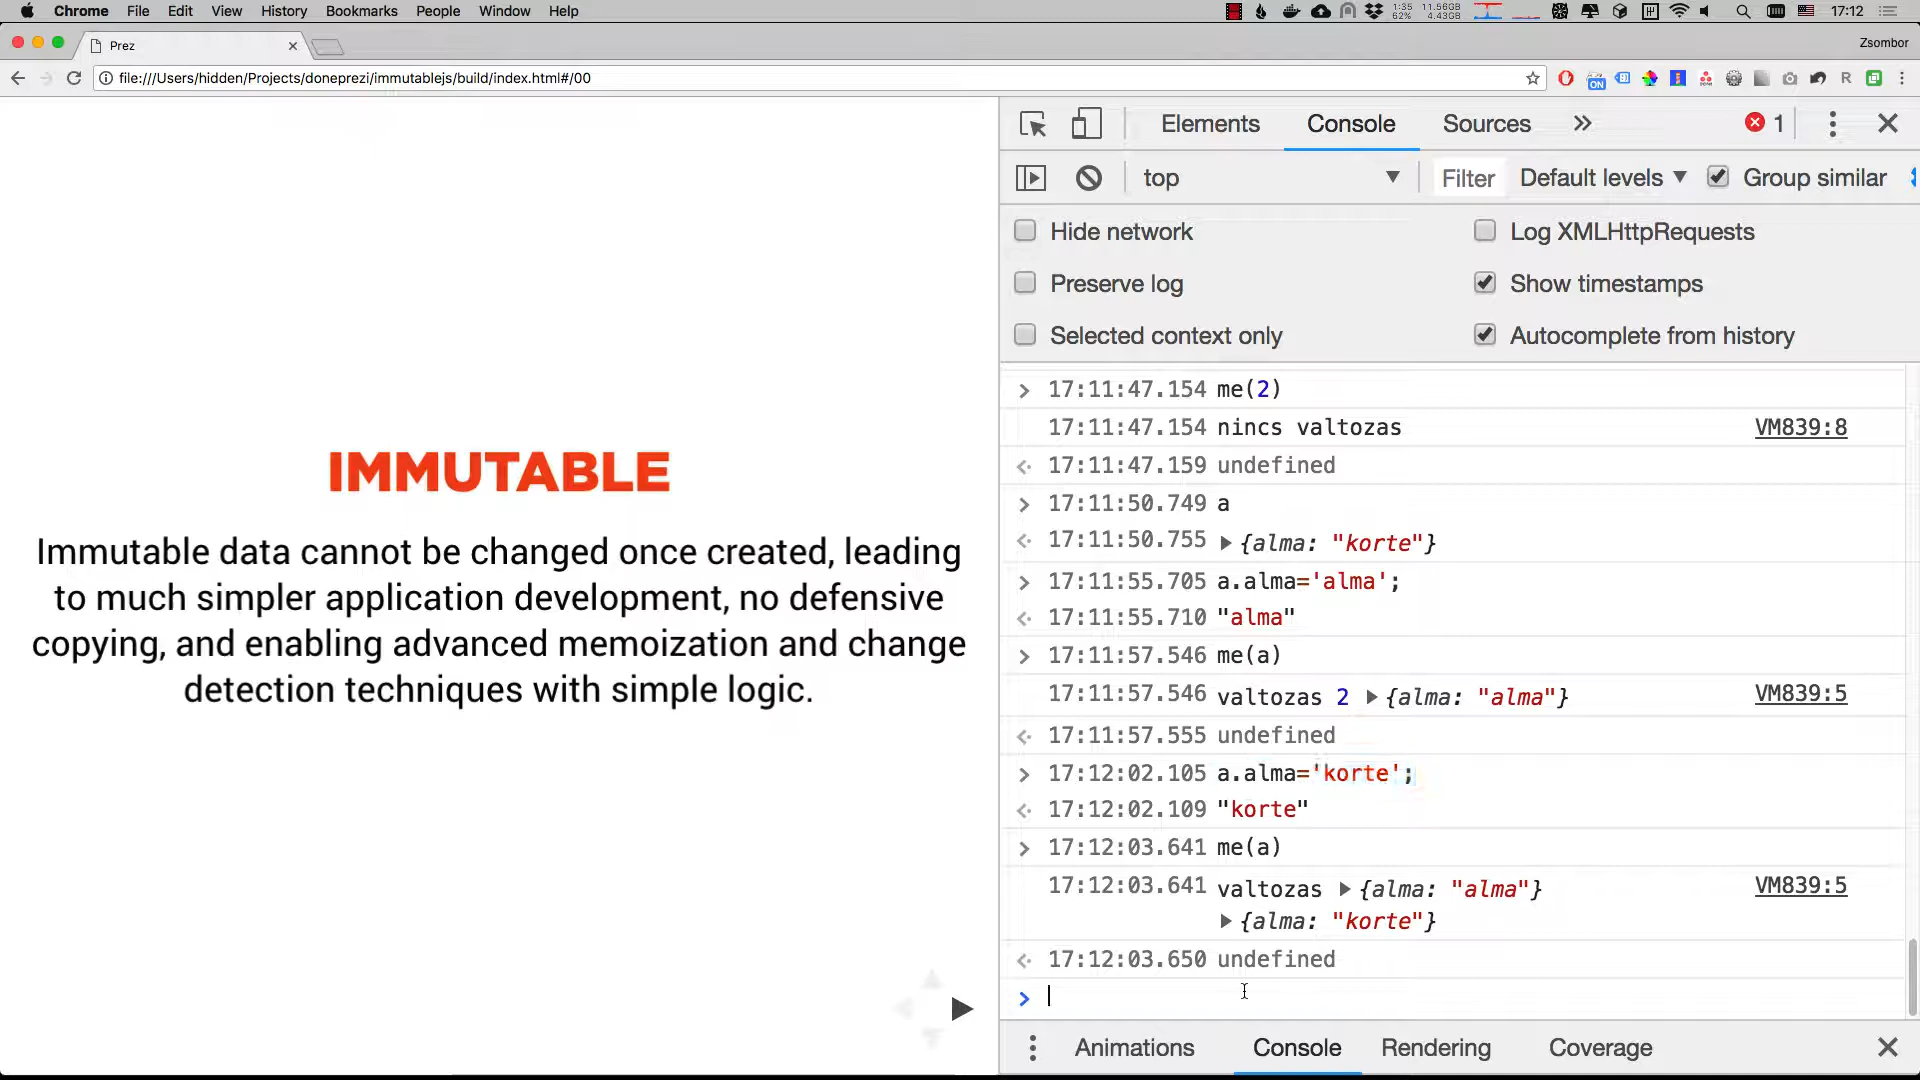 Chrome File Edit View History Bookmarks People Window Help
1:35 62% 11.56GB 4.43GB 17:12
Prez
Zsombor
file:///Users/hidden/Projects/doneprezi/immutablejs/build/index.html#/00
ON R
Elements Console Sources 1
top Filter Default levels Group similar
Hide network Log XMLHttpRequests
Preserve log Show timestamps
Selected context only Autocomplete from history
IMMUTABLE
Immutable data cannot be changed once created, leading
to much simpler application development, no defensive
copying, and enabling advanced memoization and change
detection techniques with simple logic.
17:11:47.154 me(2)
17:11:47.154 nincs valtozas VM839:8
17:11:47.159 undefined
17:11:50.749 a
17:11:50.755 {alma: "korte"}
17:11:55.705 a.alma='alma';
17:11:55.710 "alma"
17:11:57.546 me(a)
17:11:57.546 valtozas 2 {alma: "alma"} VM839:5
17:11:57.555 undefined
17:12:02.105 a.alma='korte';
17:12:02.109 "korte"
17:12:03.641 me(a)
17:12:03.641 valtozas {alma: "alma"} VM839:5
{alma: "korte"}
17:12:03.650 undefined
Animations Console Rendering Coverage